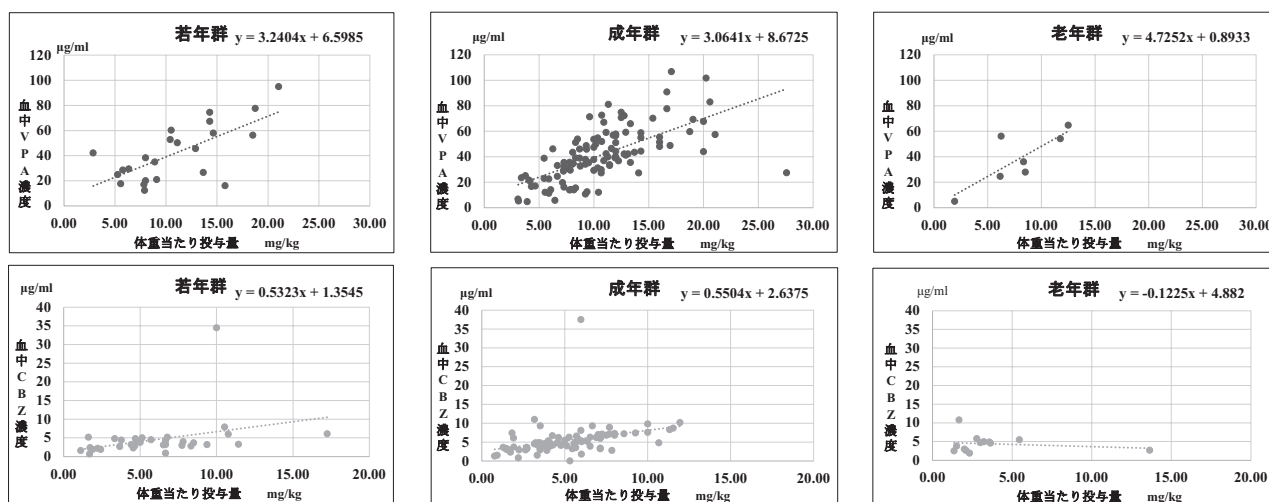 若年群 y = 3.2404x + 6.5985
μg/ml
120
100
80
60
40
20
0
血中VPA濃度
0.00 5.00 10.00 15.00 20.00 25.00 30.00
体重当たり投与量 mg/kg
成年群 y = 3.0641x + 8.6725
μg/ml
120
100
80
60
40
20
0
血中VPA濃度
0.00 5.00 10.00 15.00 20.00 25.00 30.00
体重当たり投与量 mg/kg
老年群 y = 4.7252x + 0.8933
μg/ml
120
100
80
60
40
20
0
血中VPA濃度
0.00 5.00 10.00 15.00 20.00 25.00 30.00
体重当たり投与量 mg/kg
若年群 y = 0.5323x + 1.3545
μg/ml
40
35
30
25
20
15
10
5
0
血中CBZ濃度
0.00 5.00 10.00 15.00 20.00
体重当たり投与量 mg/kg
成年群 y = 0.5504x + 2.6375
μg/ml
40
35
30
25
20
15
10
5
0
血中CBZ濃度
0.00 5.00 10.00 15.00 20.00
体重当たり投与量 mg/kg
老年群 y = -0.1225x + 4.882
μg/ml
40
35
30
25
20
15
10
5
0
血中CBZ濃度
0.00 5.00 10.00 15.00 20.00
体重当たり投与量 mg/kg